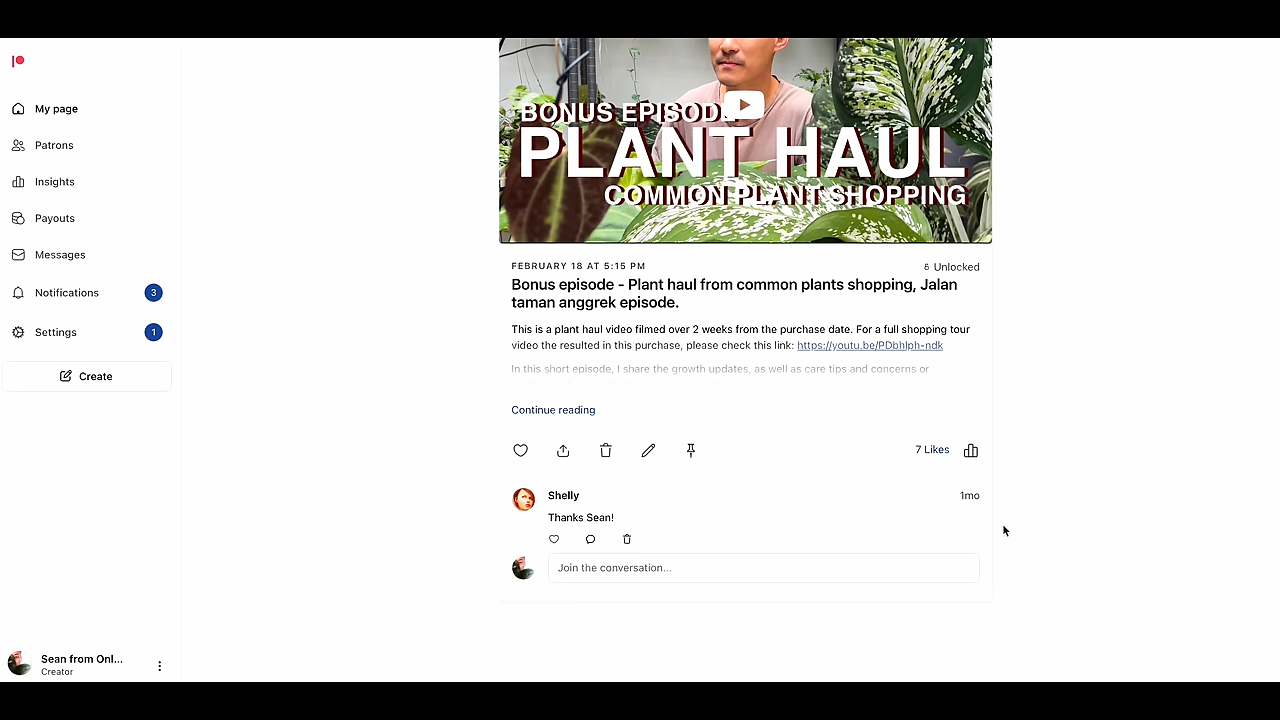 My page
Patrons
Insights
Payouts
Messages
Notifications 3
Settings 1
Create
Sean from Onl...
Creator
BONUS EPISODE
PLANT HAUL
COMMON PLANT SHOPPING
FEBRUARY 18 AT 5:15 PM
Unlocked
Bonus episode - Plant haul from common plants shopping, Jalan
taman anggrek episode.
This is a plant haul video filmed over 2 weeks from the purchase date. For a full shopping tour
video the resulted in this purchase, please check this link: https://youtu.be/PDbhlph-ndk
In this short episode, I share the growth updates, as well as care tips and concerns or
Continue reading
7 Likes
Shelly
1mo
Thanks Sean!
Join the conversation...